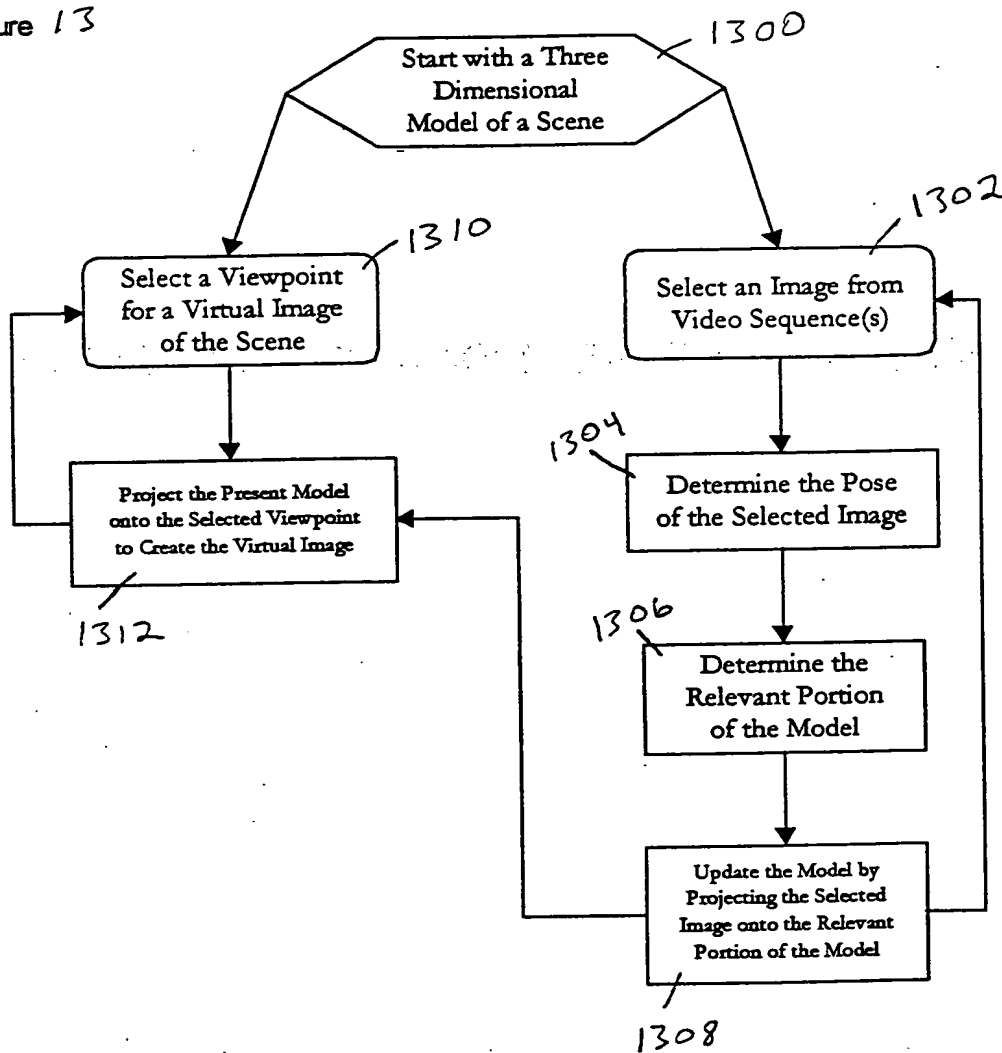 ure 13
1300
Start with a Three
Dimensional
Model of a Scene
1310
Select a Viewpoint
for a Virtual Image
of the Scene
1302
Select an Image from
Video Sequence(s)
1304
Determine the Pose
of the Selected Image
Project the Present Model
onto the Selected Viewpoint
to Create the Virtual Image
1312
1306
Determine the
Relevant Portion
of the Model
Update the Model by
Projecting the Selected
Image onto the Relevant
Portion of the Model
1308